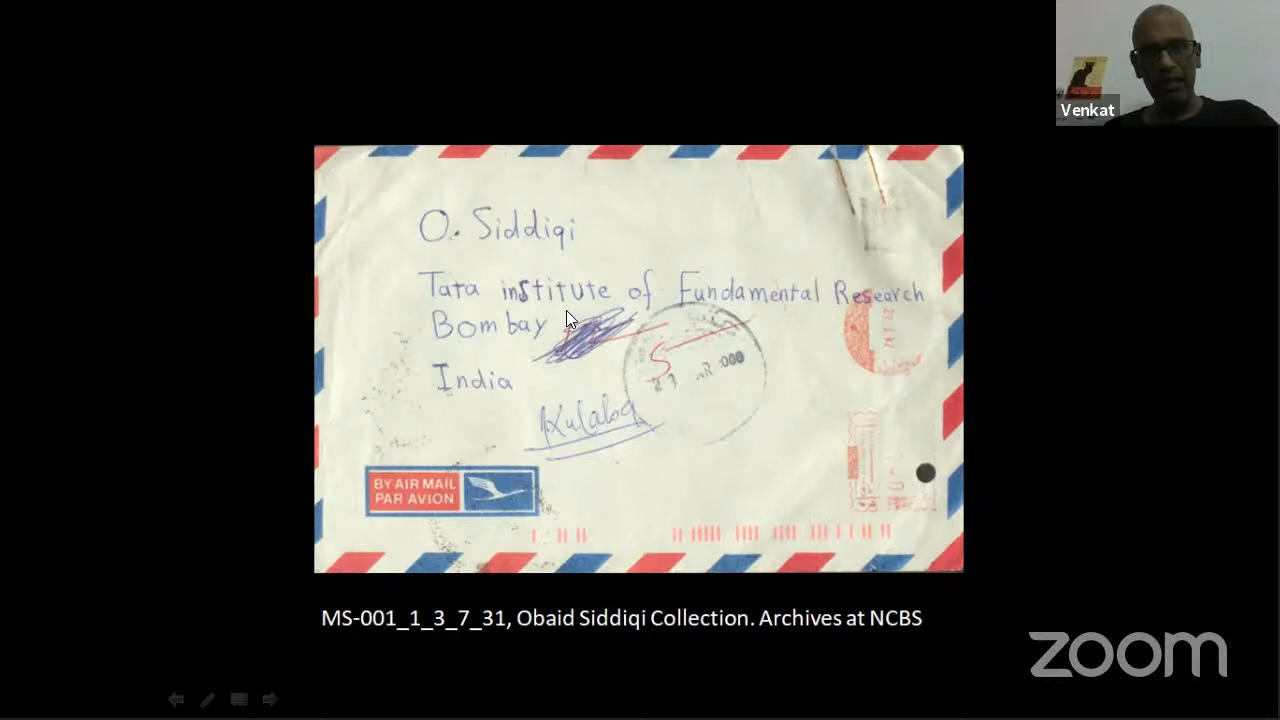 Venkat
O. Siddiqi
Tata institute of Fundamental Research
Bombay
India
Kulaba
BY AIR MAIL
PAR AVION
MS-001_1_3_7_31, Obaid Siddiqi Collection. Archives at NCBS
zoom